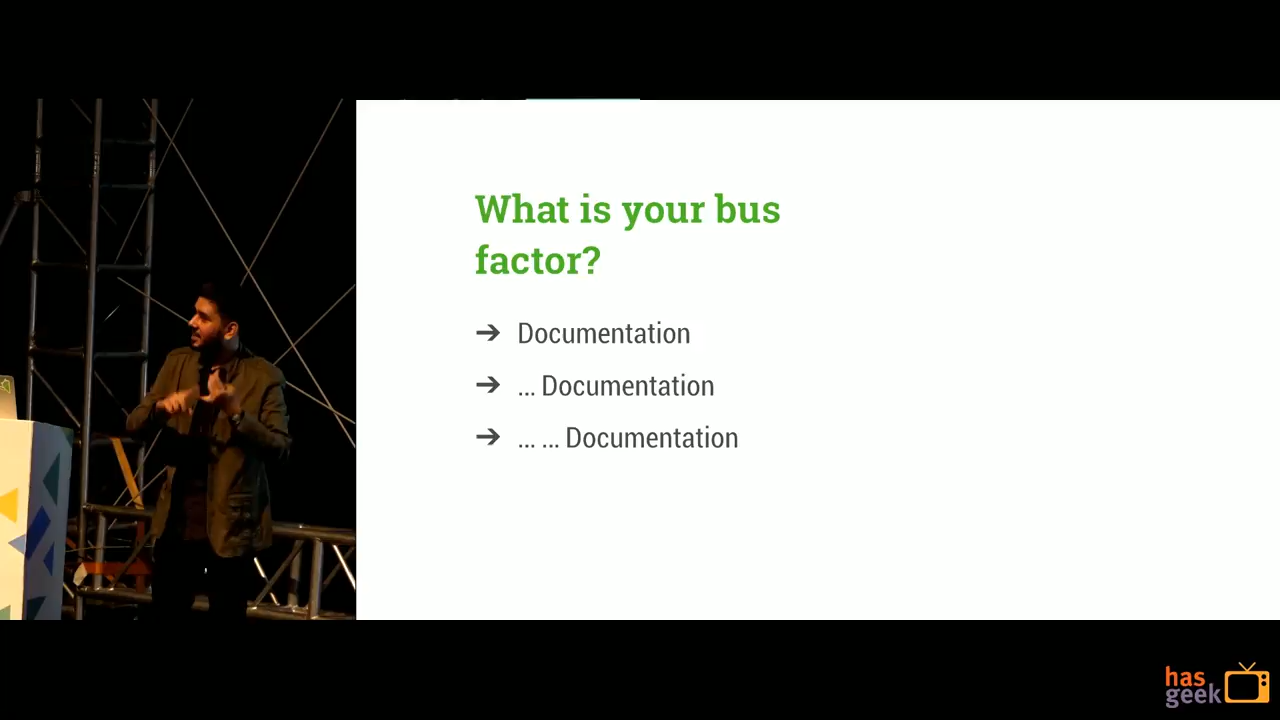 What is your bus
factor?
➔ Documentation
➔ ... Documentation
➔ ... ... Documentation
has
geek